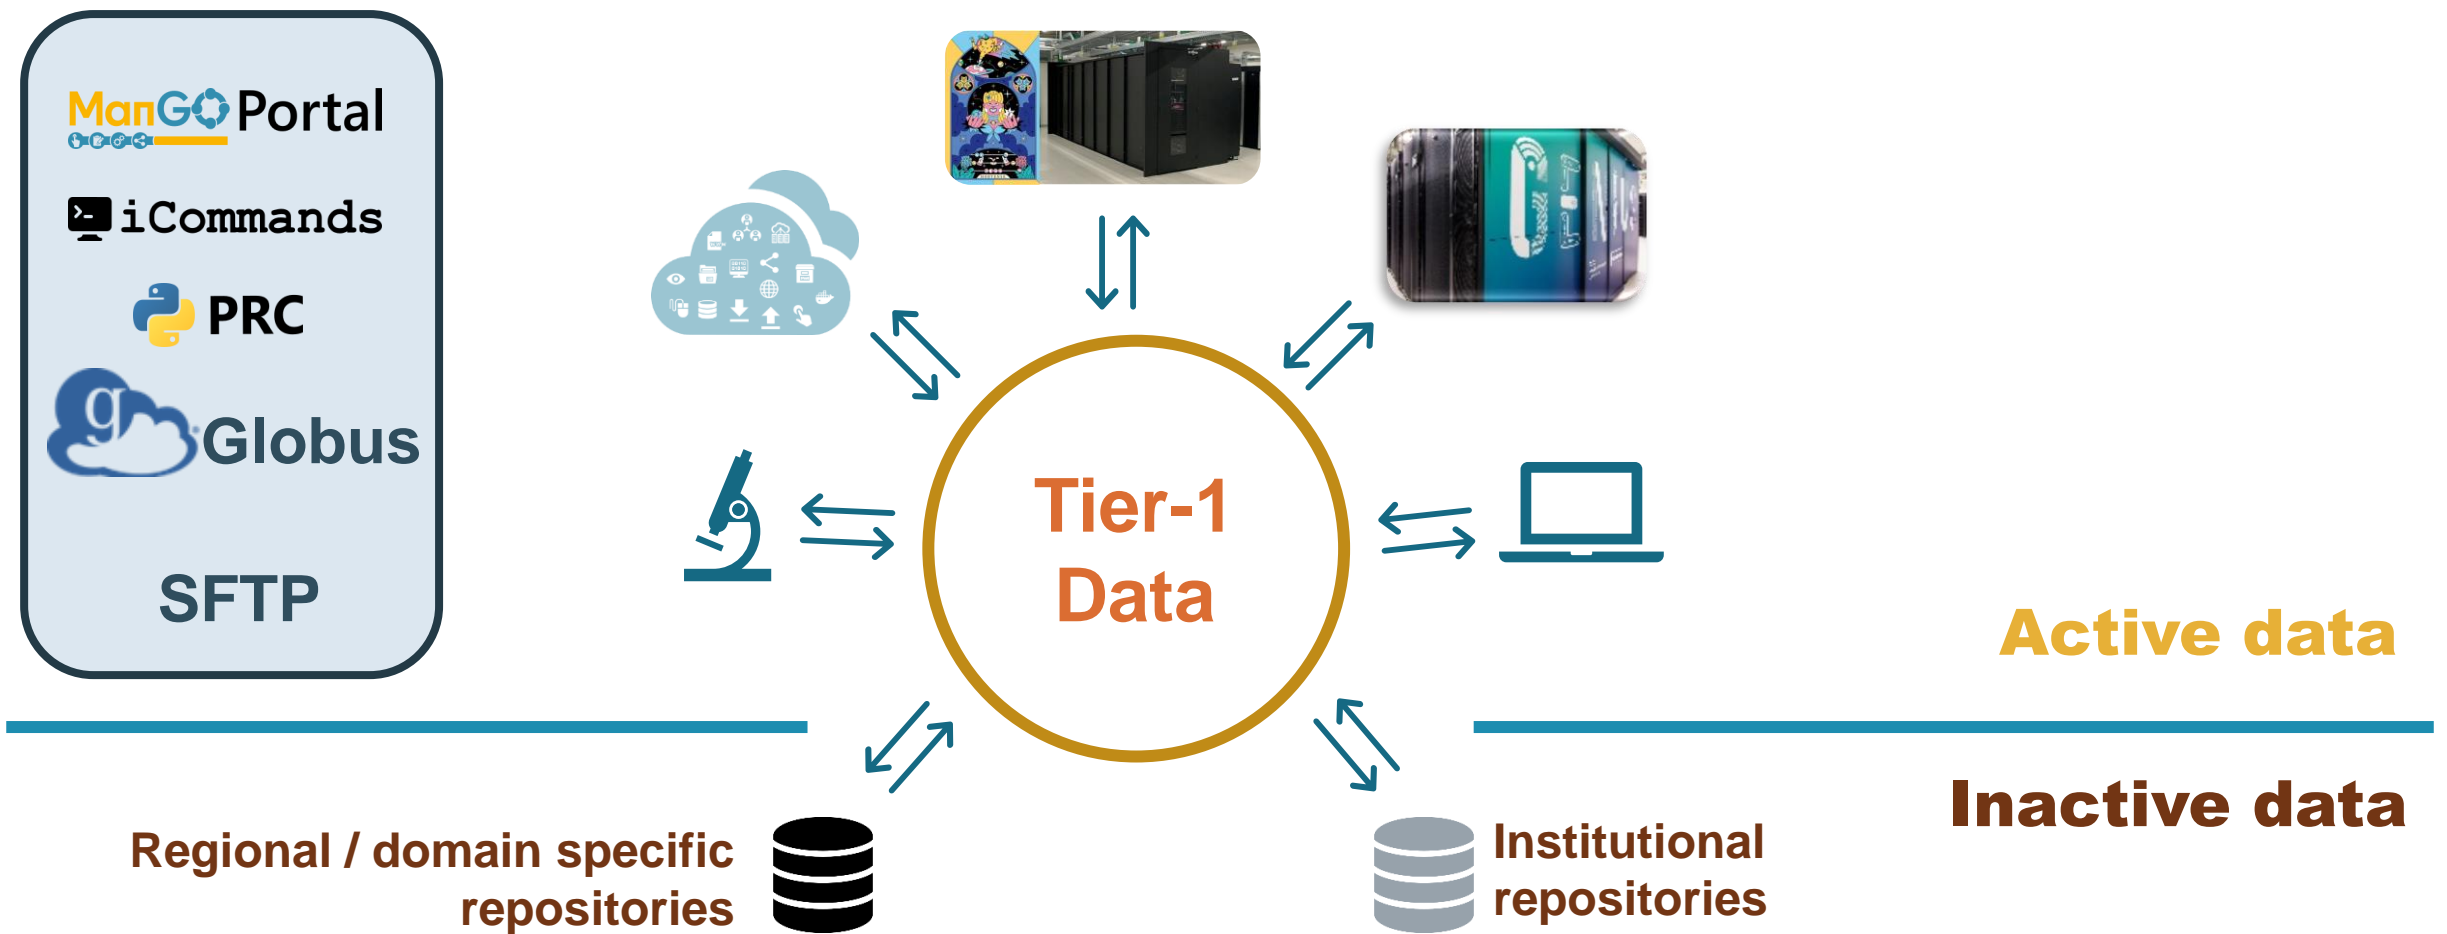 ManGO Portal
iCommands
PRC
Globus
SFTP
Tier-1
Data
Active data
Inactive data
Regional / domain specific
repositories
Institutional
repositories